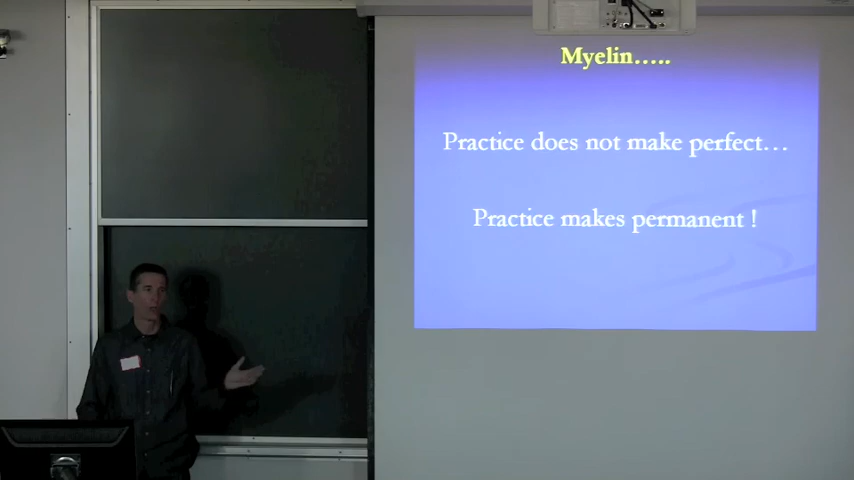 Myelin.....
Practice does not make perfect...
Practice makes permanent !